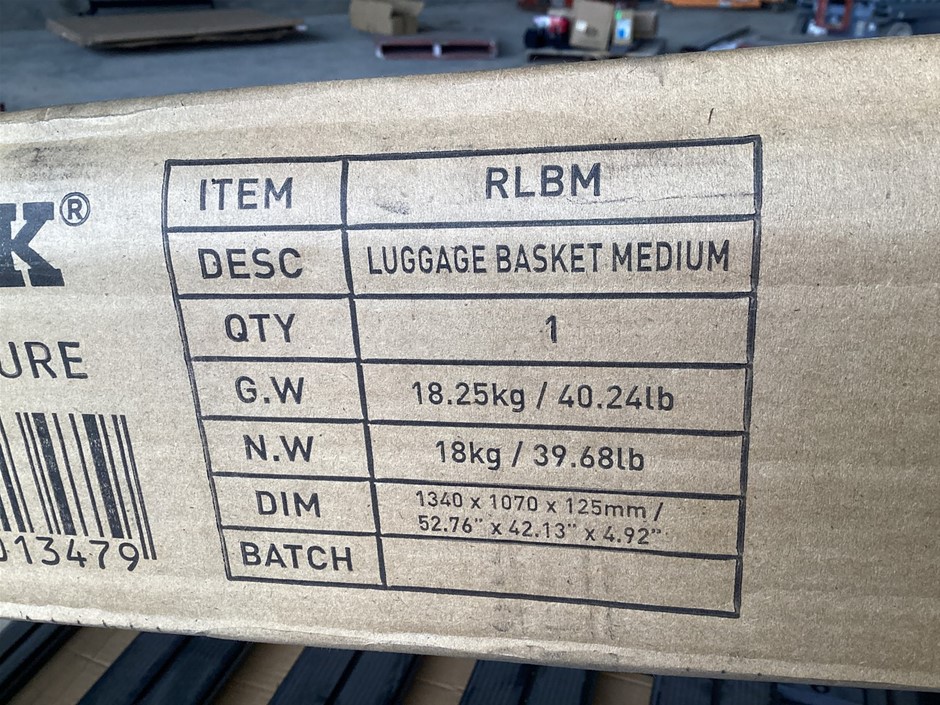 K®
URE
13479
ITEM RLBM
DESC LUGGAGE BASKET MEDIUM
QTY 1
G.W 18.25kg / 40.24lb
N.W 18kg / 39.68lb
DIM 1340 x 1070 x 125mm /
52.76" x 42.13" x 4.92"
BATCH